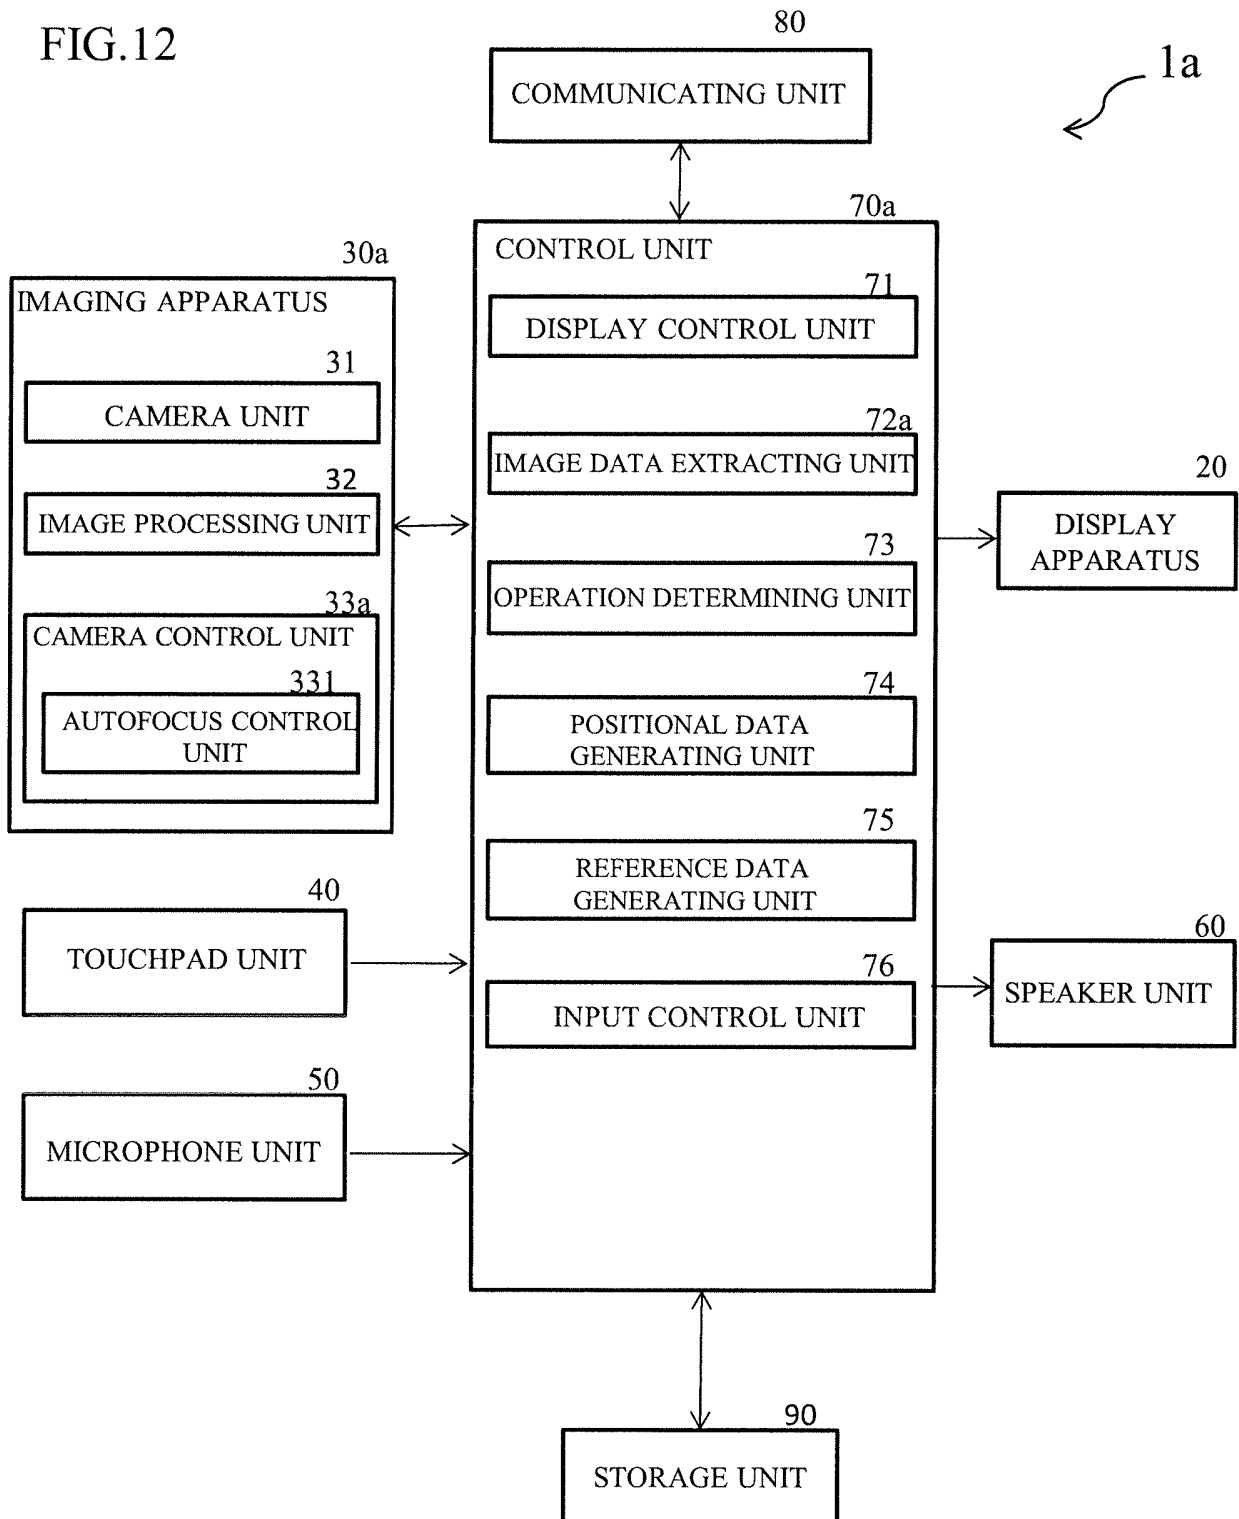 FIG.12
80
COMMUNICATING UNIT
1a
70a
CONTROL UNIT
71
DISPLAY CONTROL UNIT
72a
IMAGE DATA EXTRACTING UNIT
73
OPERATION DETERMINING UNIT
74
POSITIONAL DATA
GENERATING UNIT
75
REFERENCE DATA
GENERATING UNIT
76
INPUT CONTROL UNIT
30a
IMAGING APPARATUS
31
CAMERA UNIT
32
IMAGE PROCESSING UNIT
33a
CAMERA CONTROL UNIT
331
AUTOFOCUS CONTROL
UNIT
40
TOUCHPAD UNIT
50
MICROPHONE UNIT
20
DISPLAY
APPARATUS
60
SPEAKER UNIT
90
STORAGE UNIT